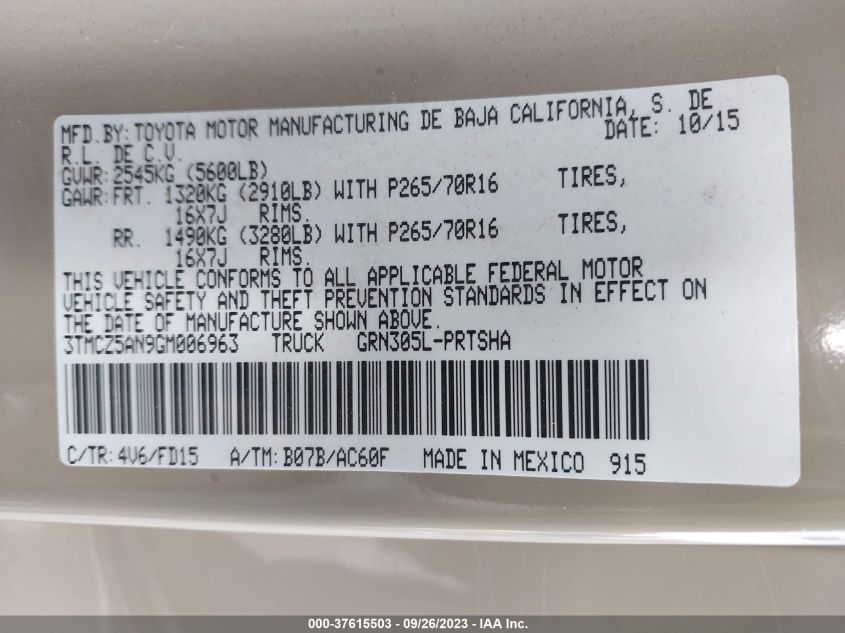 MFD.BY: TOYOTA MOTOR MANUFACTURING DE BAJA CALIFORNIA, S. DE
R.L. DE C.V. DATE: 10/15
GVWR: 2545KG (5600LB)
GAWR: FRT. 1320KG (2910LB) WITH P265/70R16 TIRES,
16X7J RIMS.
RR. 1490KG (3280LB) WITH P265/70R16 TIRES,
16X7J RIMS.
THIS VEHICLE CONFORMS TO ALL APPLICABLE FEDERAL MOTOR
VEHICLE SAFETY AND THEFT PREVENTION STANDARDS IN EFFECT ON
THE DATE OF MANUFACTURE SHOWN ABOVE.
3TMCZ5AN9GM006963 TRUCK GRN305L-PRTSHA
C/TR: 4V6/FD15 A/TM: B07B/AC60F MADE IN MEXICO 915
000-37615503 - 09/26/2023 - IAA Inc.